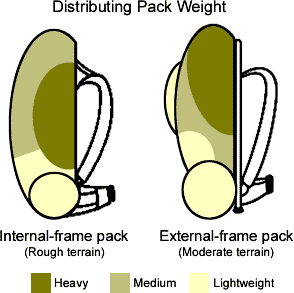 Distributing Pack Weight
Internal-frame pack
(Rough terrain)
External-frame pack
(Moderate terrain)
Heavy
Medium
Lightweight